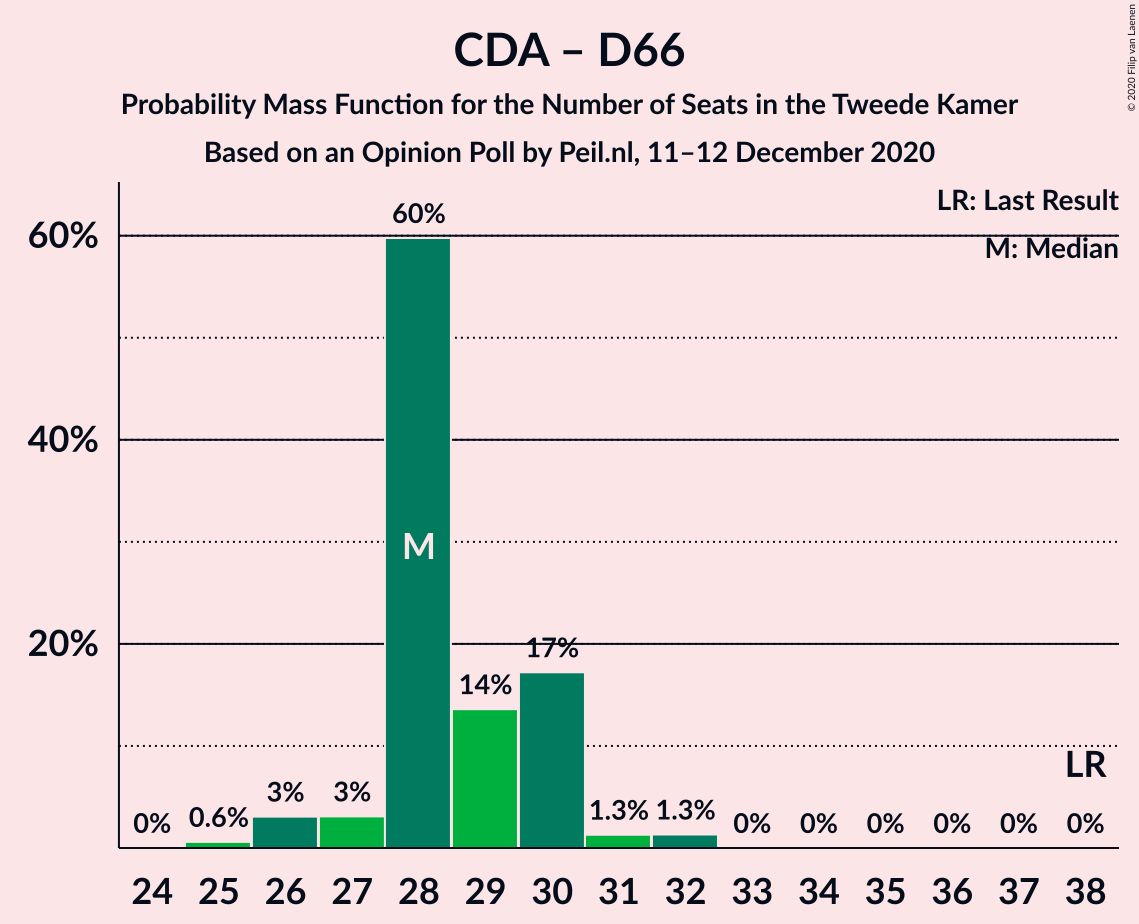 CDA – D66
Probability Mass Function for the Number of Seats in the Tweede Kamer
Based on an Opinion Poll by Peil.nl, 11–12 December 2020
© 2020 Filip van Laenen
LR: Last Result
M: Median
60%
40%
20%
0%
0.6%
3%
3%
60%
M
14%
17%
1.3%
1.3%
0%
0%
0%
0%
0%
LR
0%
24 25 26 27 28 29 30 31 32 33 34 35 36 37 38